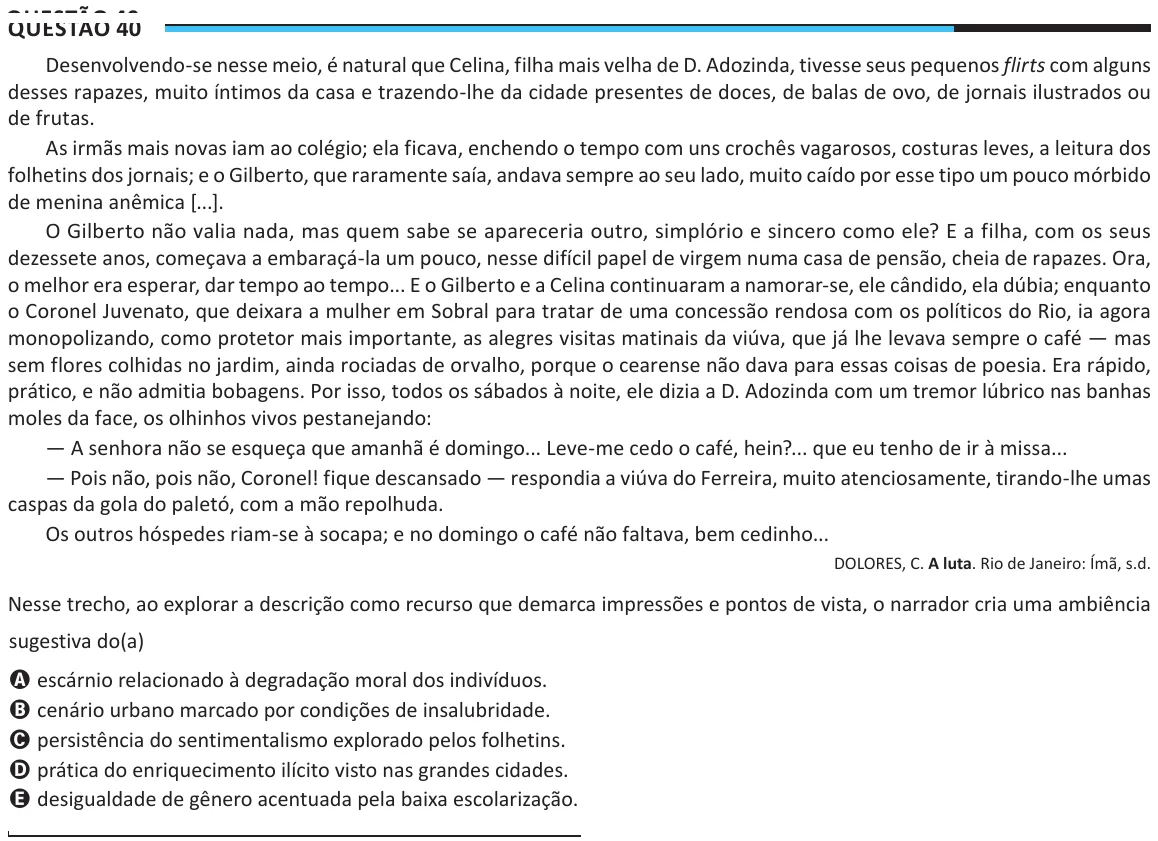 QUESTÃO 40
Desenvolvendo-se nesse meio, é natural que Celina, filha mais velha de D. Adozinda, tivesse seus pequenos flirts com alguns
desses rapazes, muito íntimos da casa e trazendo-lhe da cidade presentes de doces, de balas de ovo, de jornais ilustrados ou
de frutas.
As irmãs mais novas iam ao colégio; ela ficava, enchendo o tempo com uns crochês vagarosos, costuras leves, a leitura dos
folhetins dos jornais; e o Gilberto, que raramente saía, andava sempre ao seu lado, muito caído por esse tipo um pouco mórbido
de menina anêmica [...].
O Gilberto não valia nada, mas quem sabe se apareceria outro, simplório e sincero como ele? E a filha, com os seus
dezessete anos, começava a embaraçá-la um pouco, nesse difícil papel de virgem numa casa de pensão, cheia de rapazes. Ora,
o melhor era esperar, dar tempo ao tempo... E o Gilberto e a Celina continuaram a namorar-se, ele cândido, ela dúbia; enquanto
o Coronel Juvenato, que deixara a mulher em Sobral para tratar de uma concessão rendosa com os políticos do Rio, ia agora
monopolizando, como protetor mais importante, as alegres visitas matinais da viúva, que já lhe levava sempre o café — mas
sem flores colhidas no jardim, ainda rociadas de orvalho, porque o cearense não dava para essas coisas de poesia. Era rápido,
prático, e não admitia bobagens. Por isso, todos os sábados à noite, ele dizia a D. Adozinda com um tremor lúbrico nas banhas
moles da face, os olhinhos vivos pestanejando:
— A senhora não se esqueça que amanhã é domingo... Leve-me cedo o café, hein?... que eu tenho de ir à missa...
— Pois não, pois não, Coronel! fique descansado — respondia a viúva do Ferreira, muito atenciosamente, tirando-lhe umas
caspas da gola do paletó, com a mão repolhuda.
Os outros hóspedes riam-se à socapa; e no domingo o café não faltava, bem cedinho...
DOLORES, C. A luta. Rio de Janeiro: Ímã, s.d.
Nesse trecho, ao explorar a descrição como recurso que demarca impressões e pontos de vista, o narrador cria uma ambiência
sugestiva do(a)
A escárnio relacionado à degradação moral dos indivíduos.
B cenário urbano marcado por condições de insalubridade.
C persistência do sentimentalismo explorado pelos folhetins.
D prática do enriquecimento ilícito visto nas grandes cidades.
E desigualdade de gênero acentuada pela baixa escolarização.